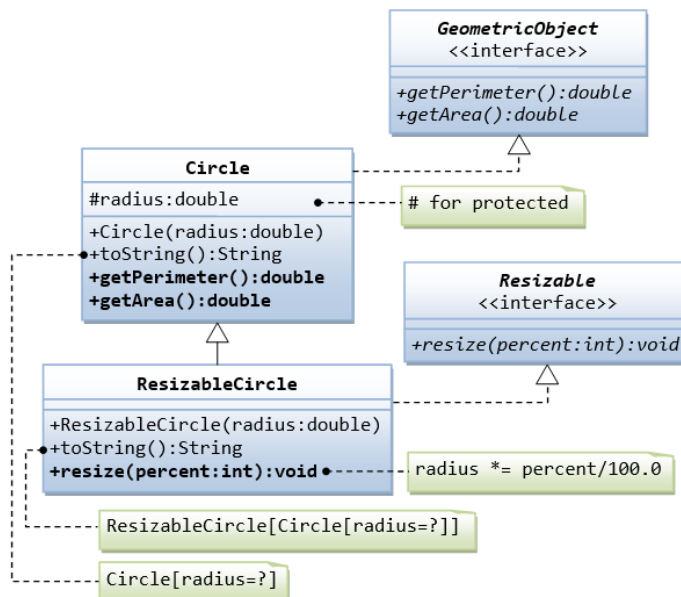 GeometricObject
<<interface>>
+getPerimeter():double
+getArea():double
Circle
#radius:double
# for protected
+Circle(radius:double)
+toString():String
+getPerimeter():double
+getArea():double
Resizable
<<interface>>
+resize(percent:int):void
ResizableCircle
+ResizableCircle(radius:double)
+toString():String
+resize(percent:int):void
radius *= percent/100.0
ResizableCircle[Circle[radius=?]]
Circle[radius=?]